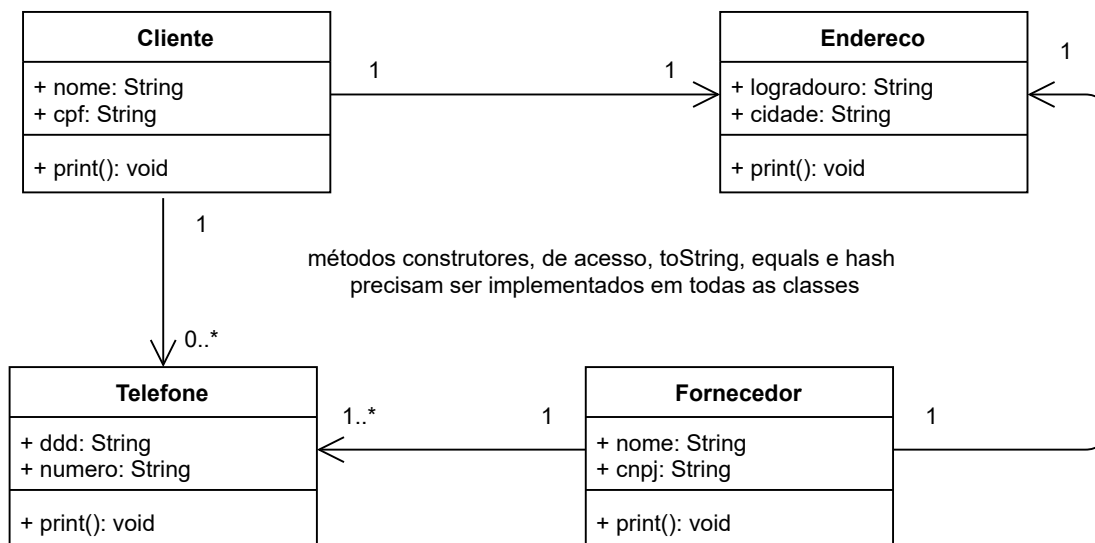 Cliente
+ nome: String
+ cpf: String
+ print(): void
1
1
Endereco
+ logradouro: String
+ cidade: String
+ print(): void
1
1
0..*
métodos construtores, de acesso, toString, equals e hash
precisam ser implementados em todas as classes
Telefone
+ ddd: String
+ numero: String
+ print(): void
1..*
1
Fornecedor
+ nome: String
+ cnpj: String
+ print(): void
1